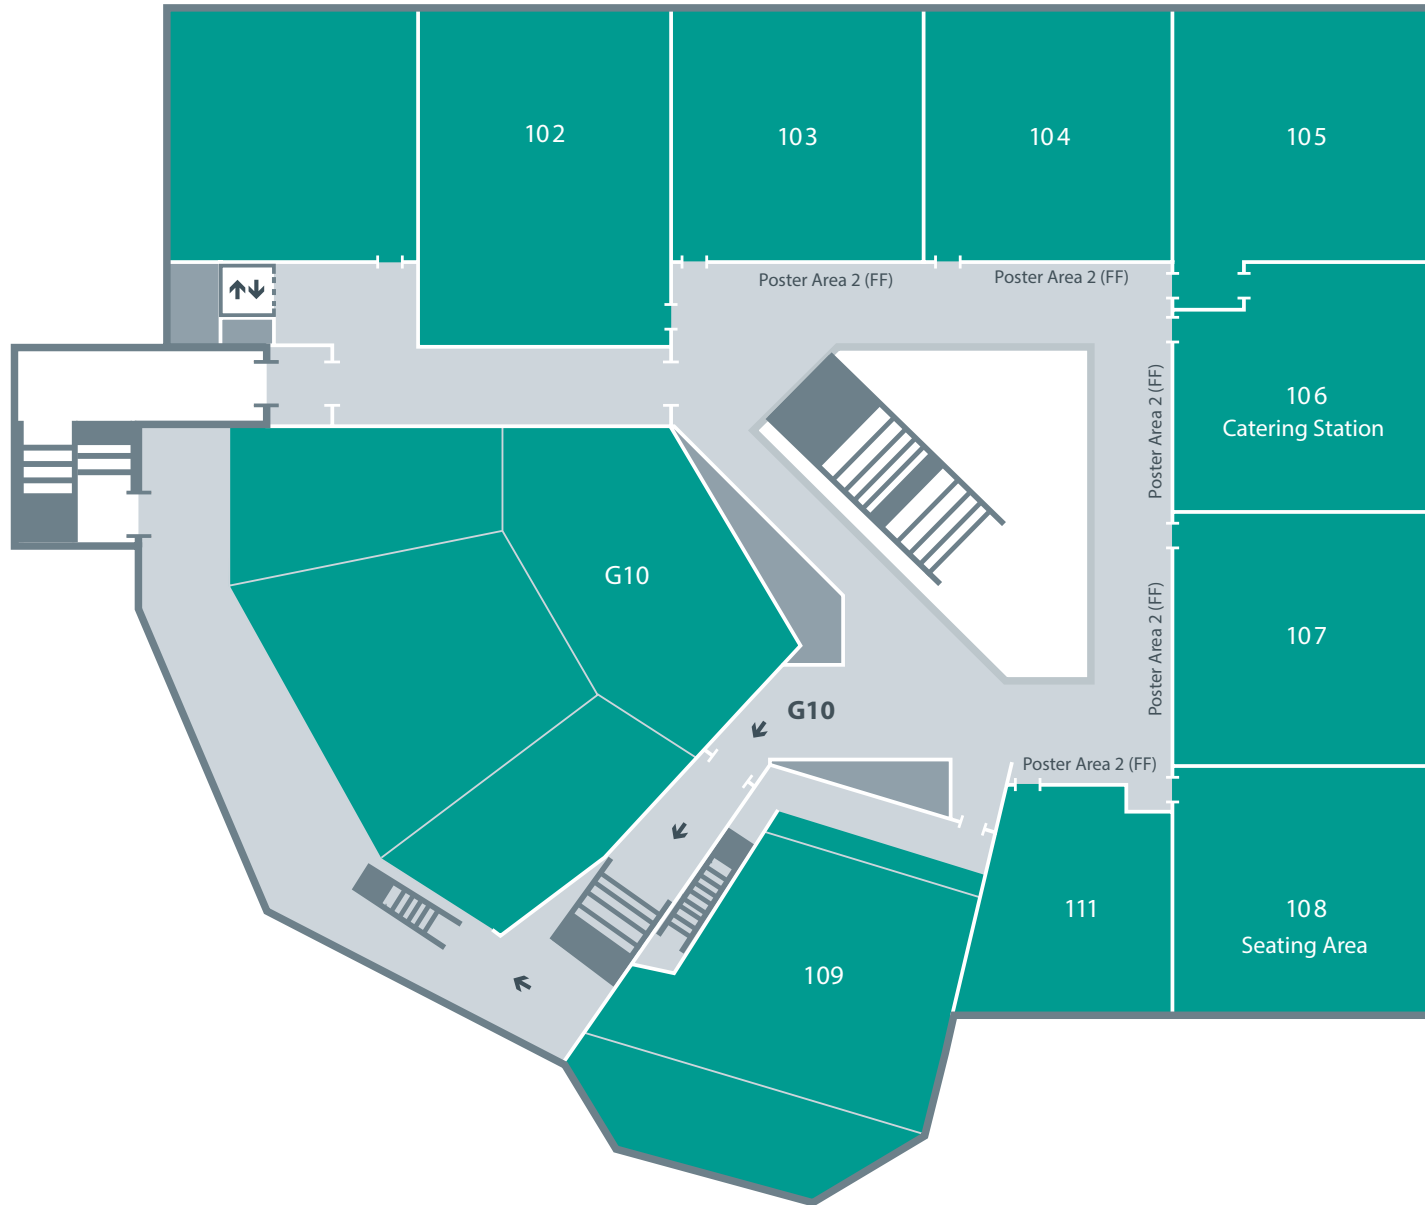 102
103
104
105
Poster Area 2 (FF)
Poster Area 2 (FF)
Poster Area 2 (FF)
106
Catering Station
G10
Poster Area 2 (FF)
107
G10
Poster Area 2 (FF)
111
108
Seating Area
109